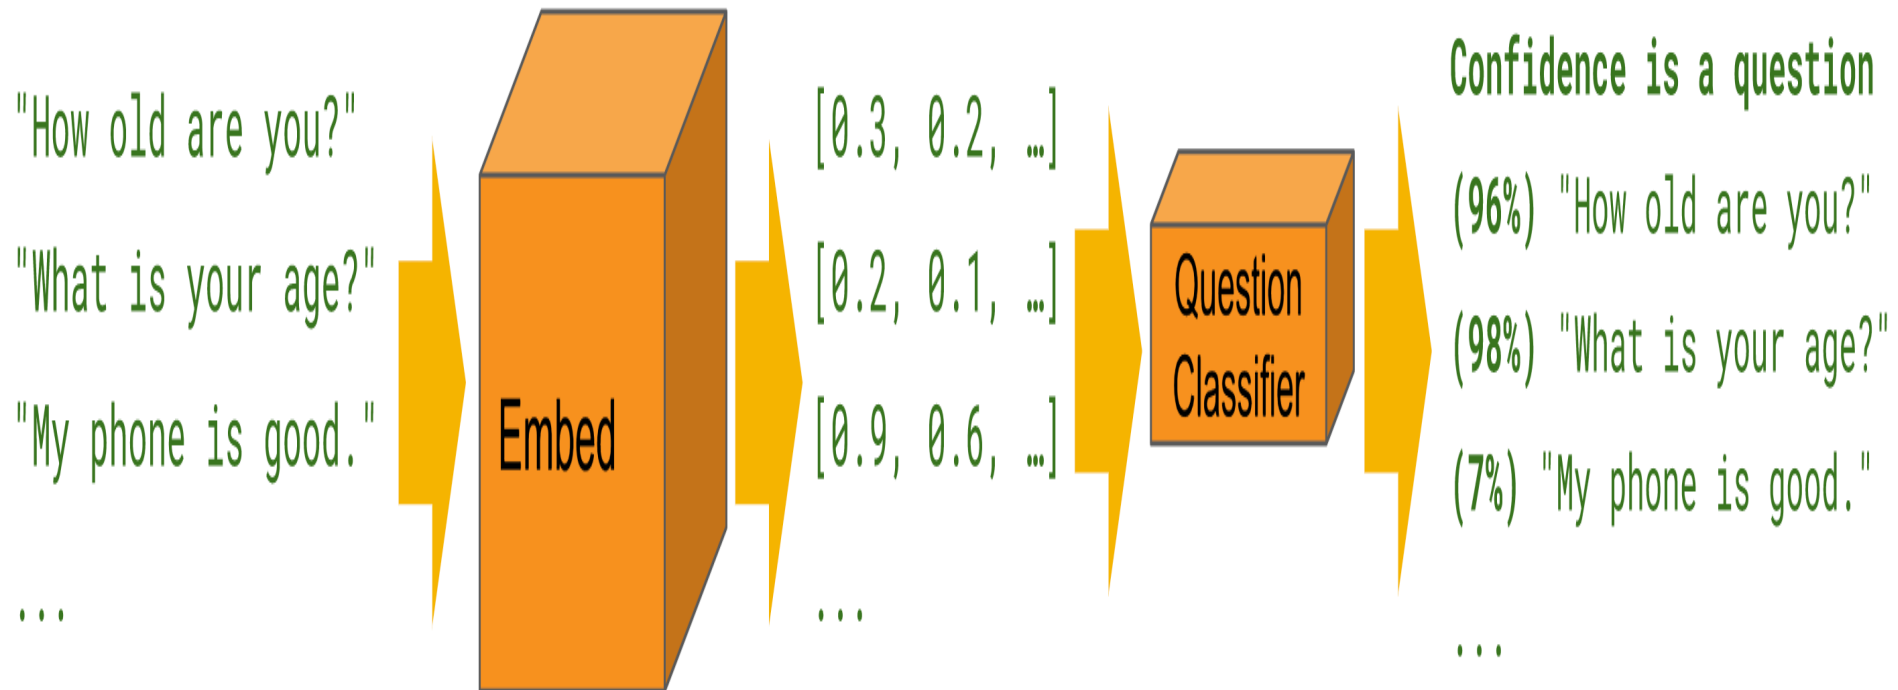 "How old are you?"
"What is your age?"
"My phone is good."
...
Embed
[0.3, 0.2, …]
[0.2, 0.1, …]
[0.9, 0.6, …]
...
Question
Classifier
Confidence is a question
(96%) "How old are you?"
(98%) "What is your age?"
(7%) "My phone is good."
...